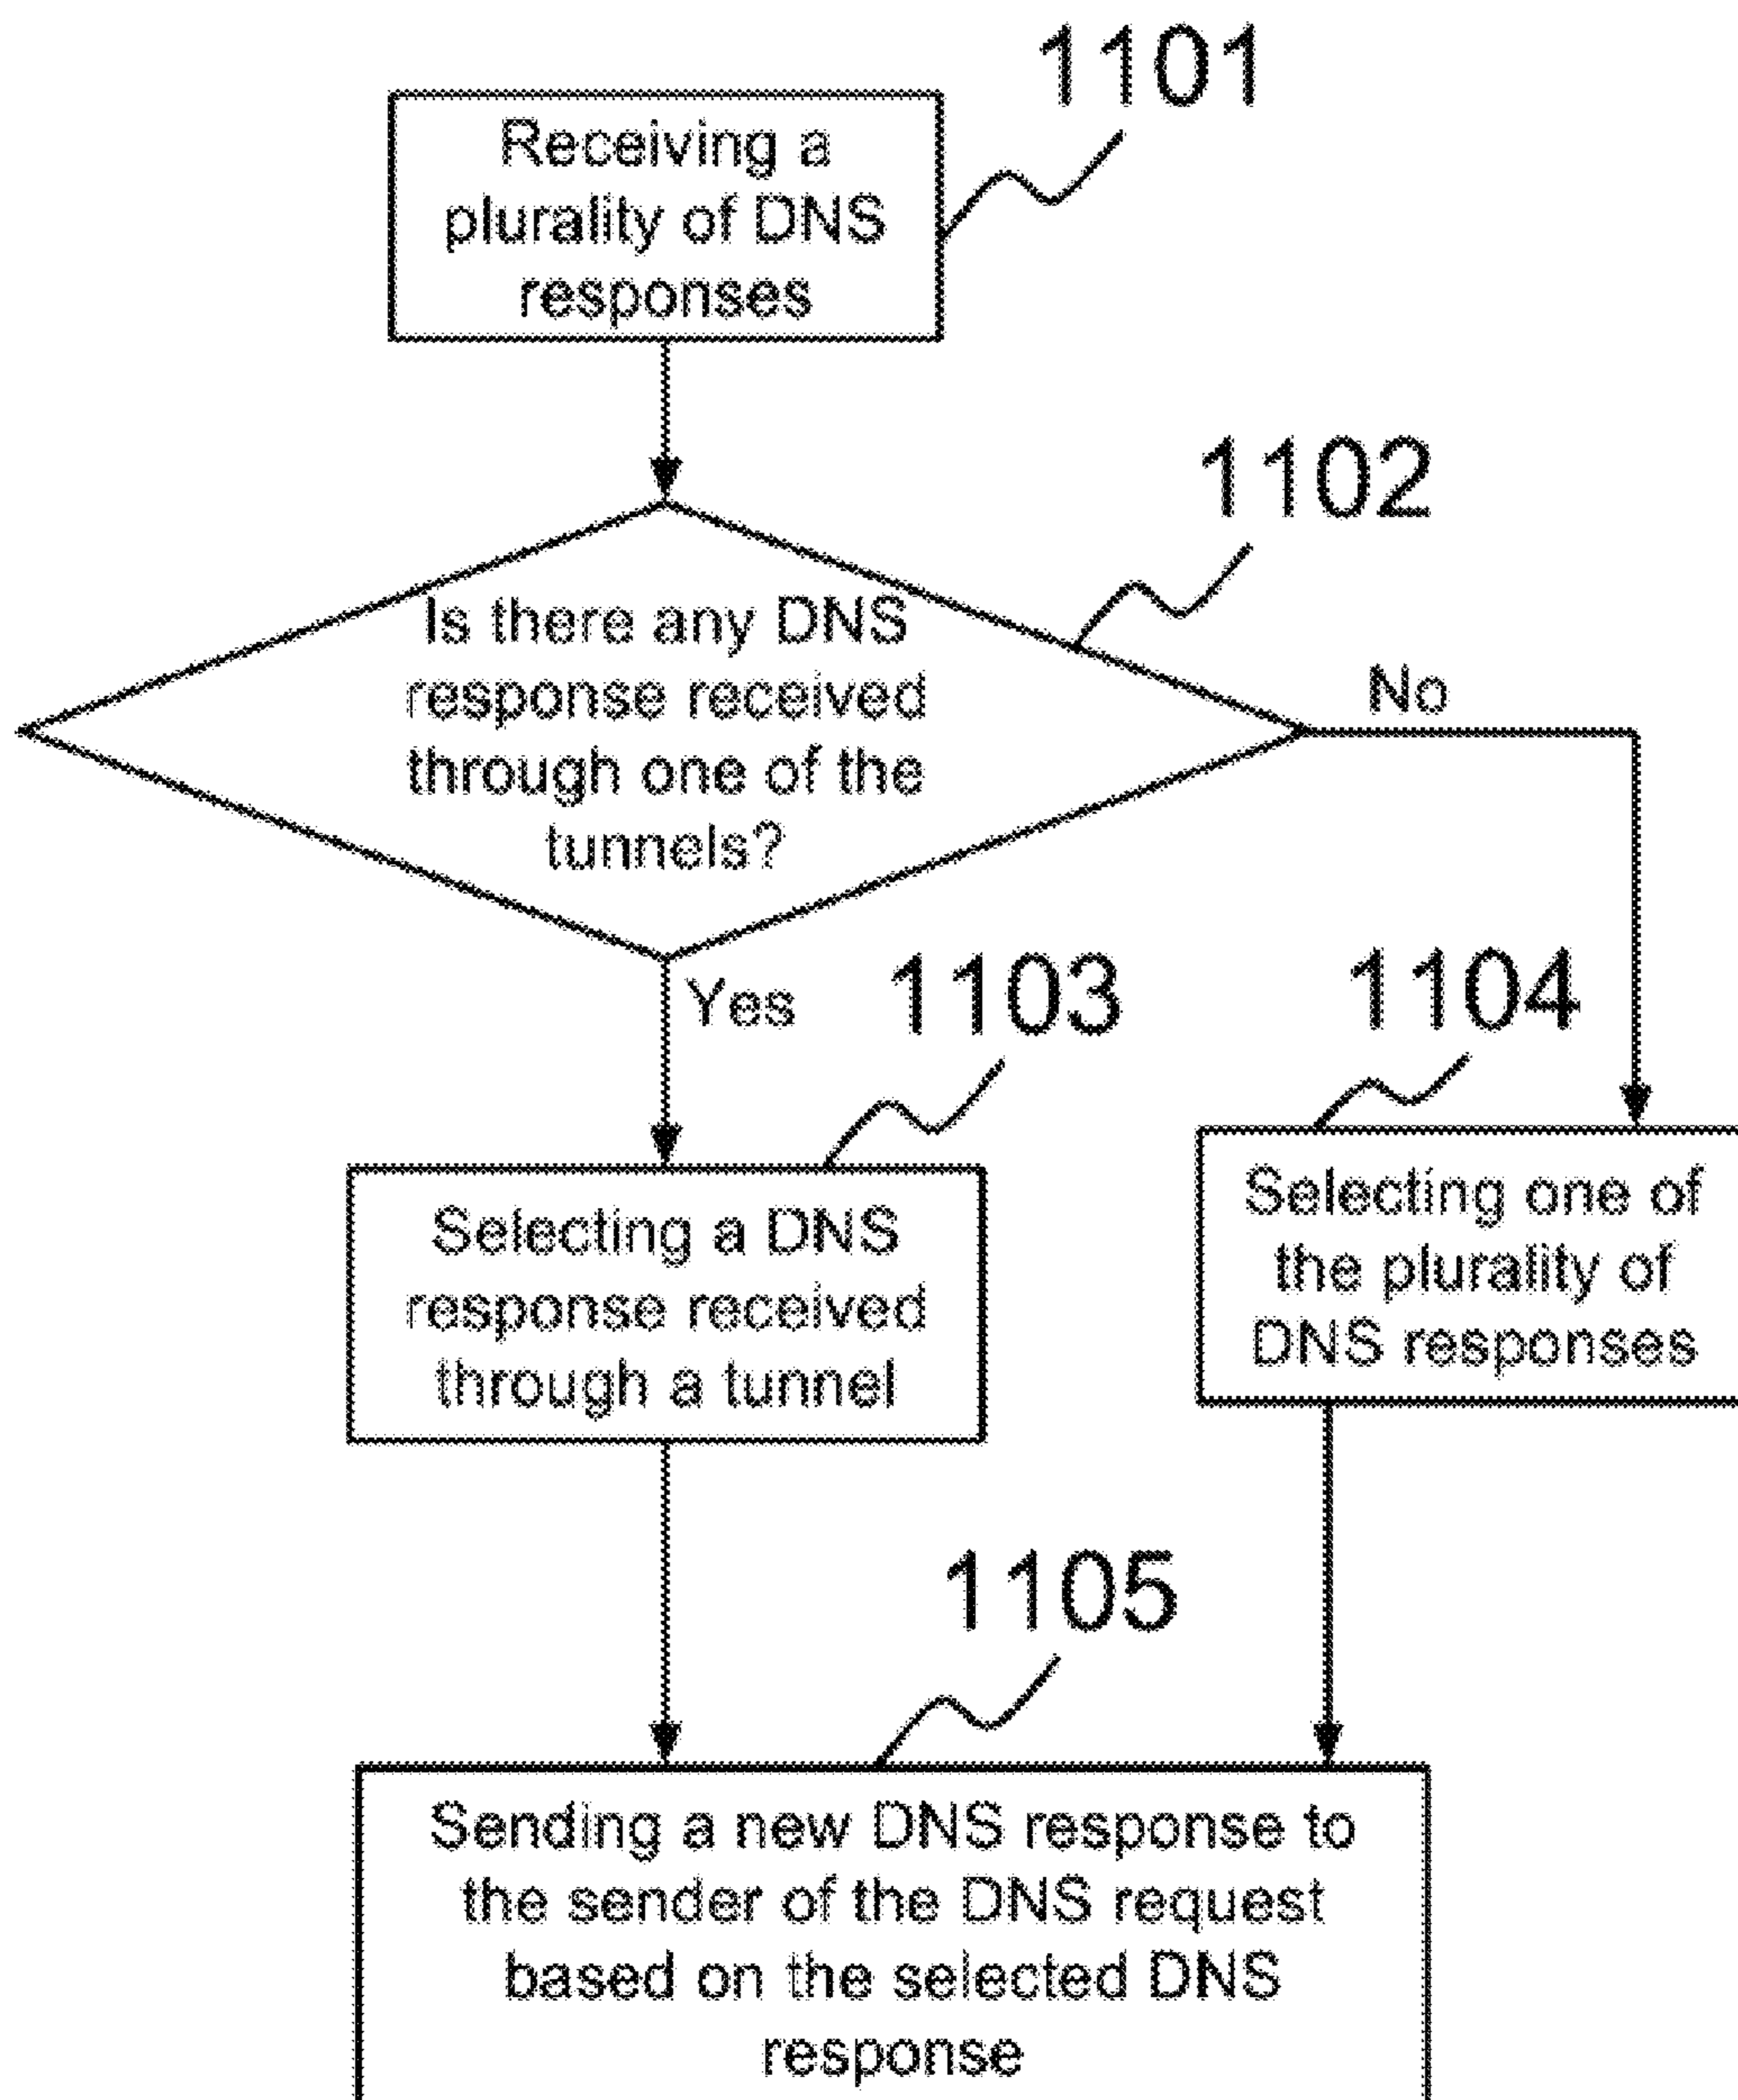 1101
Receiving a
plurality of DNS
responses
1102
Is there any DNS
response received
through one of the
tunnels?
No
Yes
1103
1104
Selecting a DNS
response received
through a tunnel
Selecting one of
the plurality of
DNS responses
1105
Sending a new DNS response to
the sender of the DNS request
based on the selected DNS
response